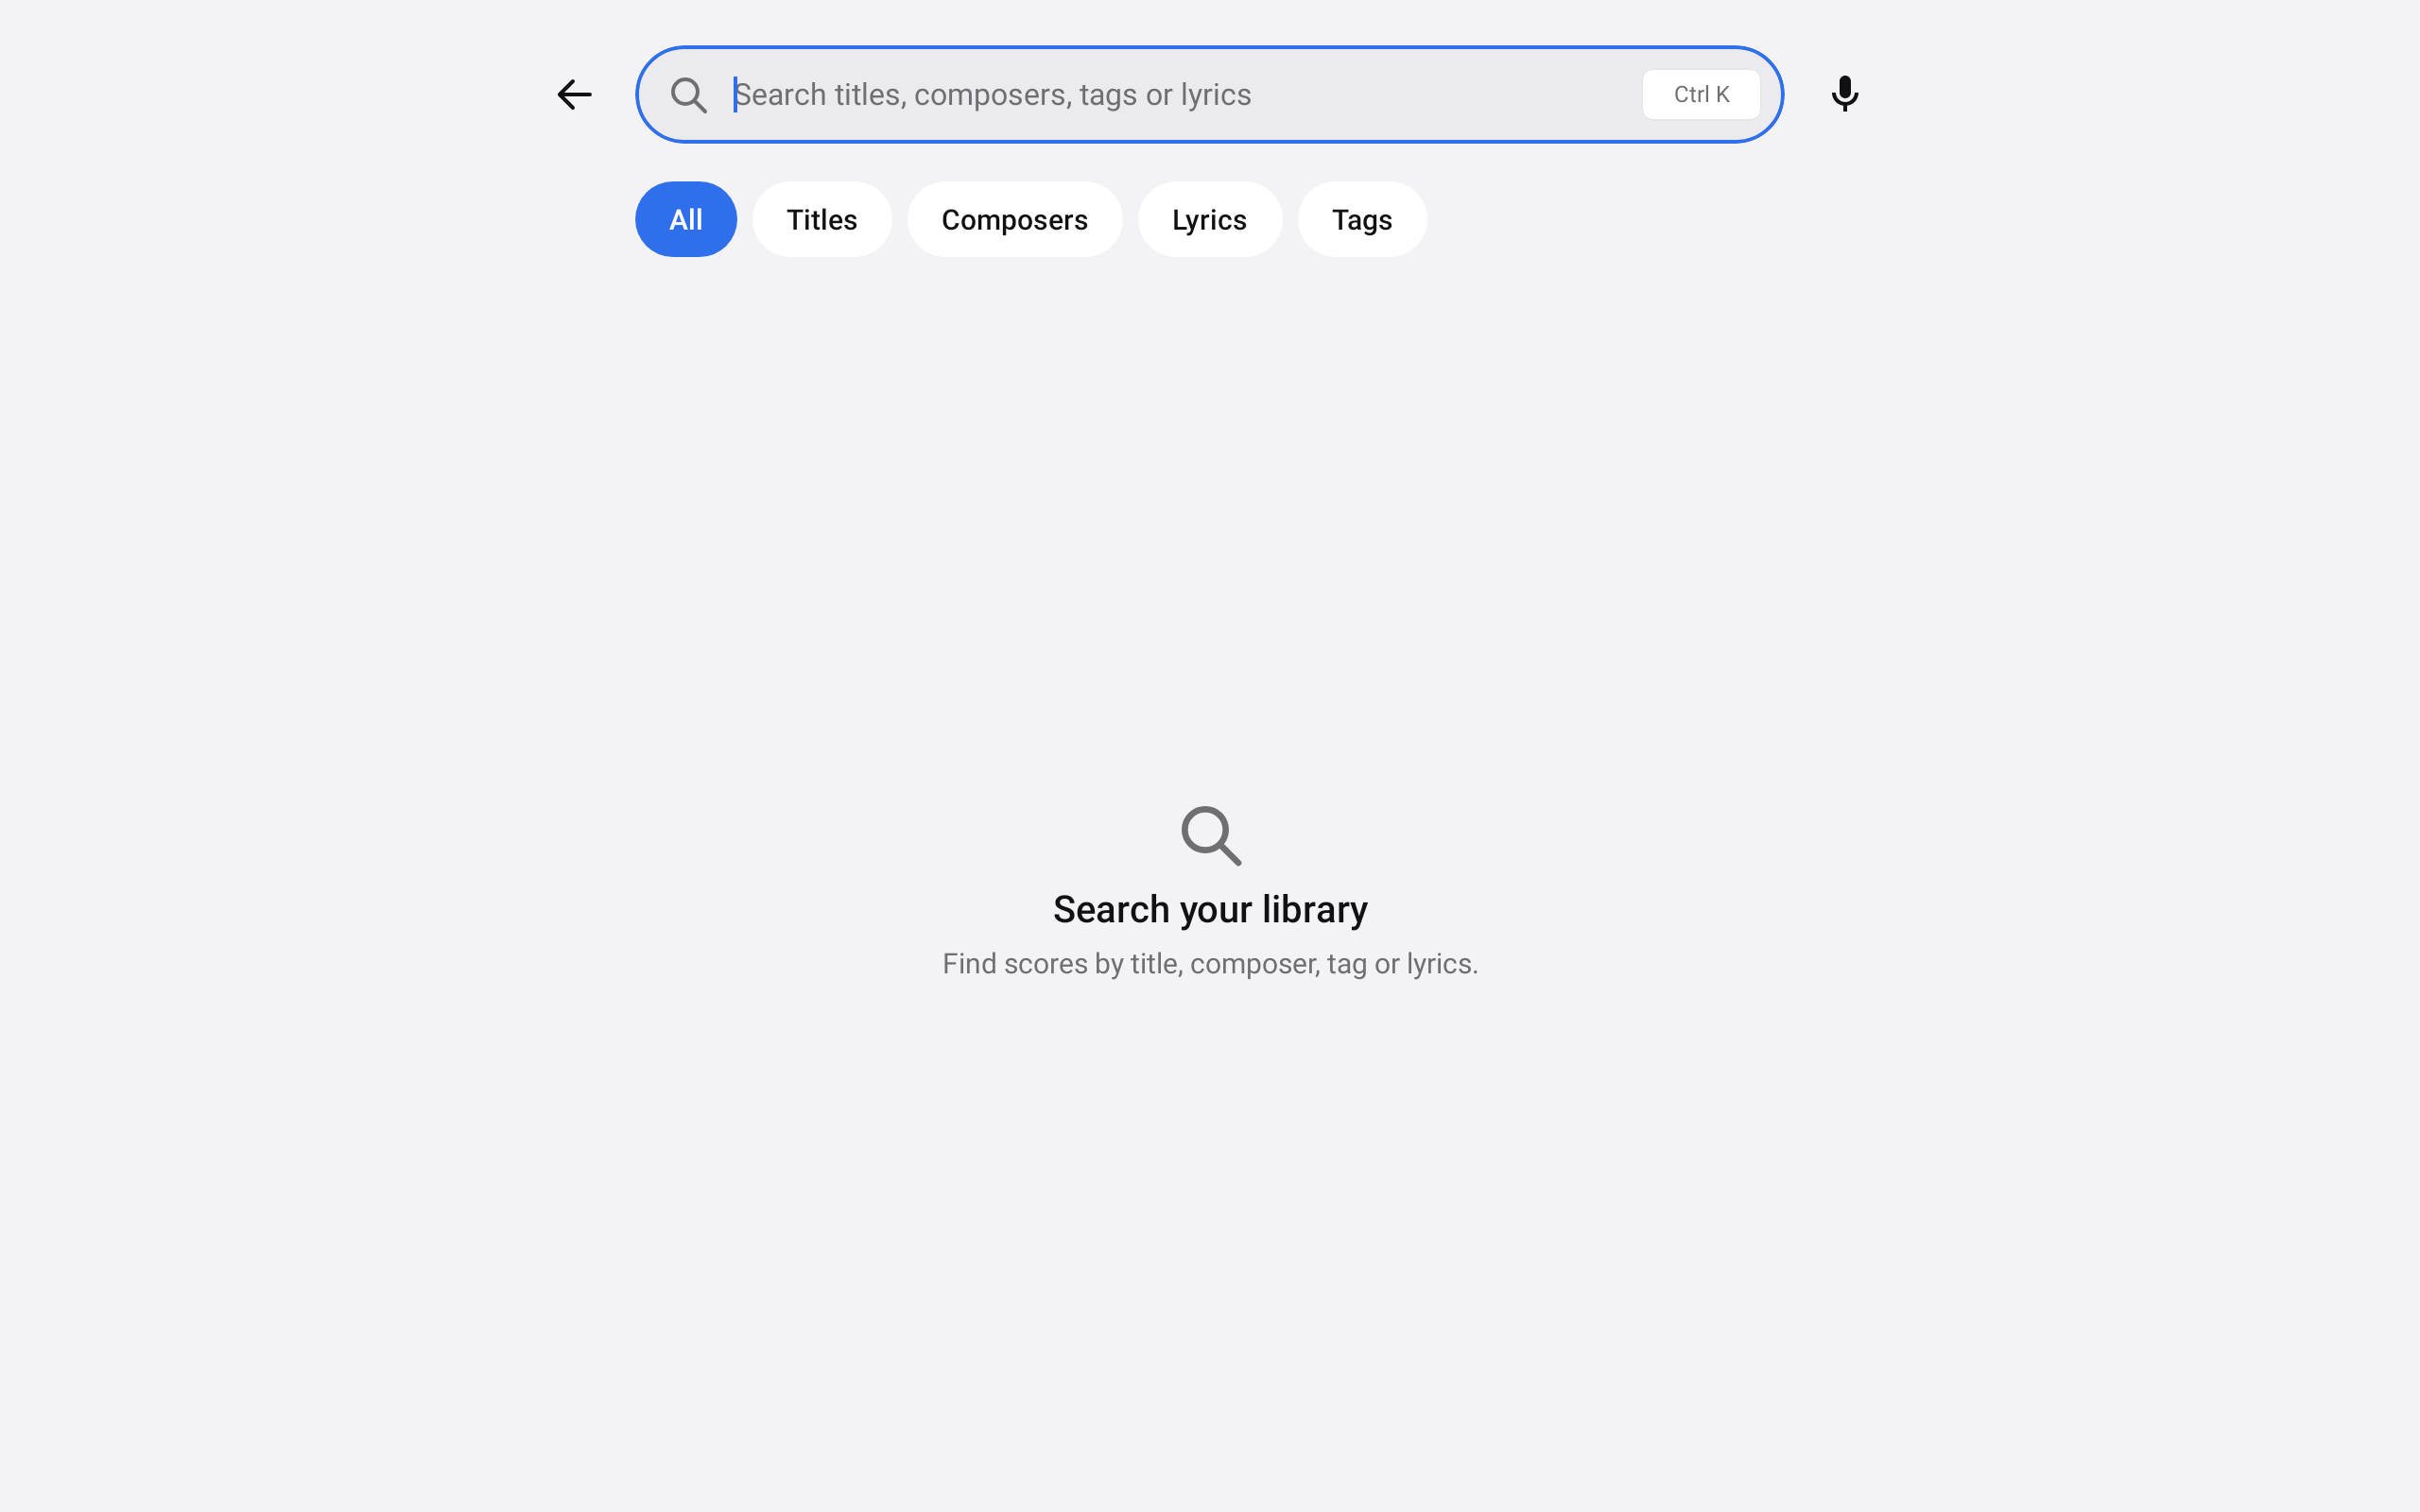 Search titles, composers, tags or lyrics
Ctrl K
All
Titles
Composers
Lyrics
Tags
Search your library
Find scores by title, composer, tag or lyrics.